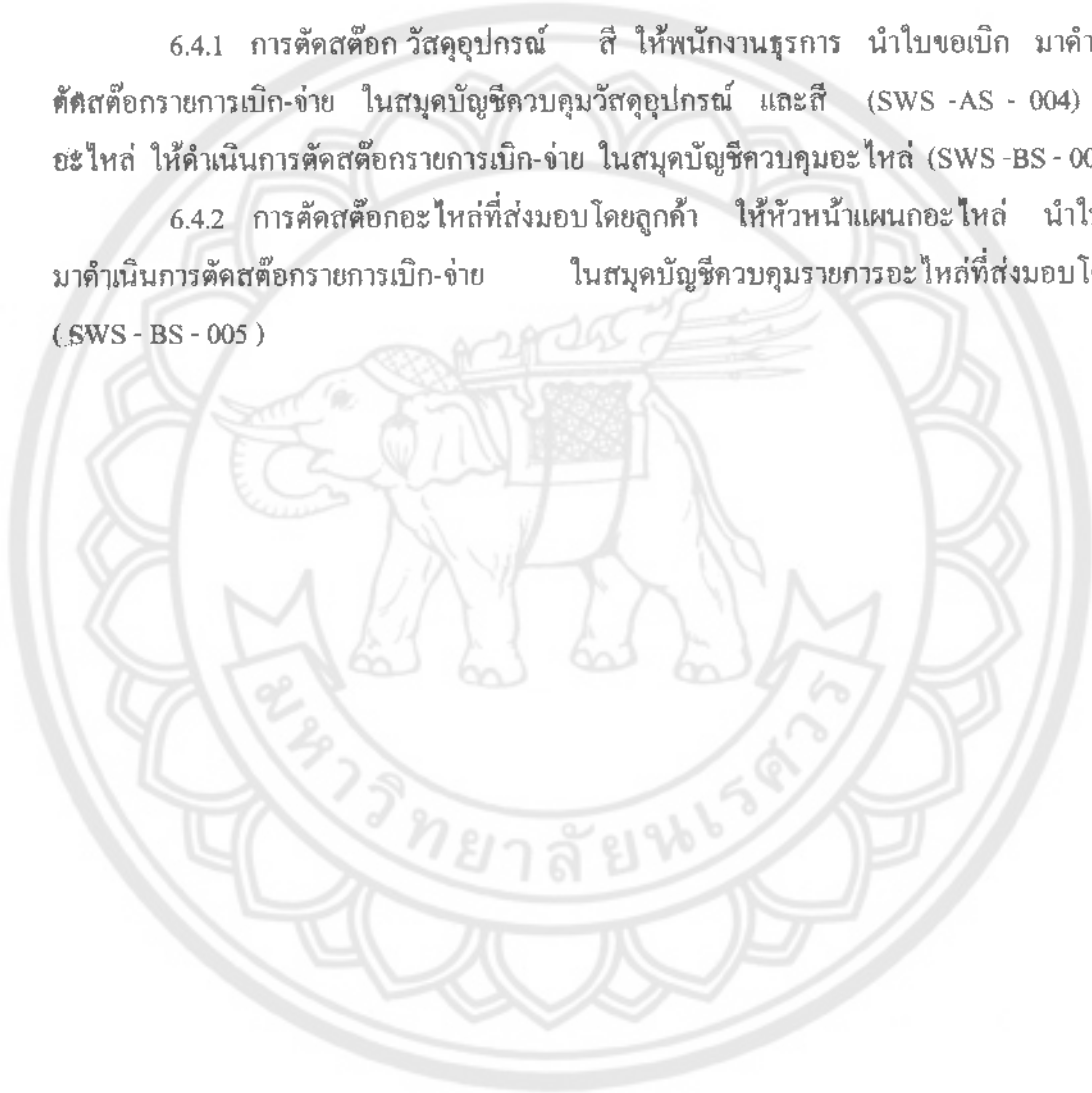 6.4.1 การตัดสต๊อก วัสดุอุปกรณ์ สี ให้พนักงานธุรการ นำใบขอเบิก มาดำ
ตัดสต๊อกรายการเบิก-จ่าย ในสมุดบัญชีควบคุมวัสดุอุปกรณ์ และสี (SWS -AS - 004)
อะไหล่ ให้ดำเนินการตัดสต๊อกรายการเบิก-จ่าย ในสมุดบัญชีควบคุมอะไหล่ (SWS -BS - 00
6.4.2 การตัดสต๊อกอะไหล่ที่ส่งมอบโดยลูกค้า ให้หัวหน้าแผนกอะไหล่
มาดำเนินการตัดสต๊อกรายการเบิก-จ่าย ในสมุดบัญชีควบคุมรายการอะไหล่ที่ส่งมอบ
( SWS - BS - 005 )
มหาวิทยาลัยนเรศวร